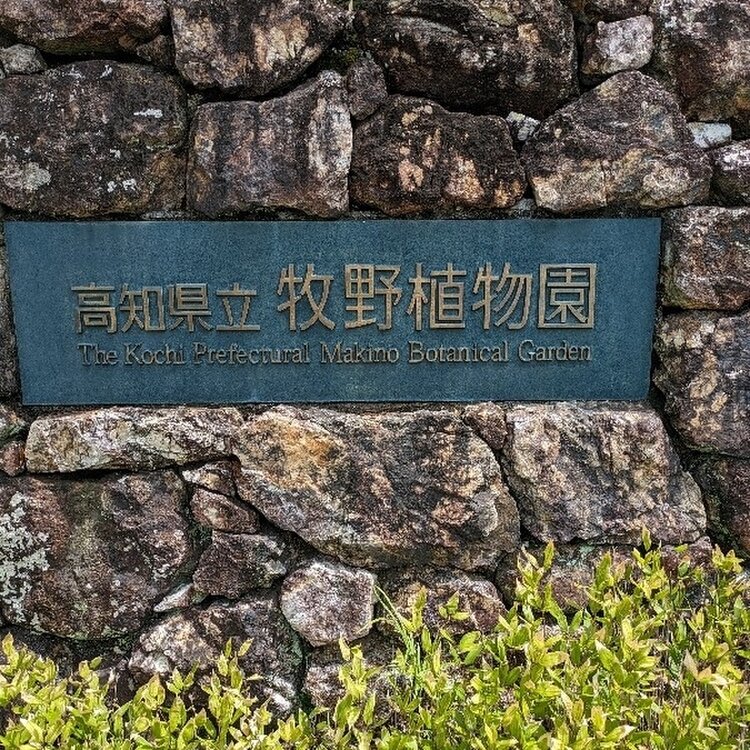 高知県立 牧野植物園
The Kochi Prefectural Makino Botanical Garden